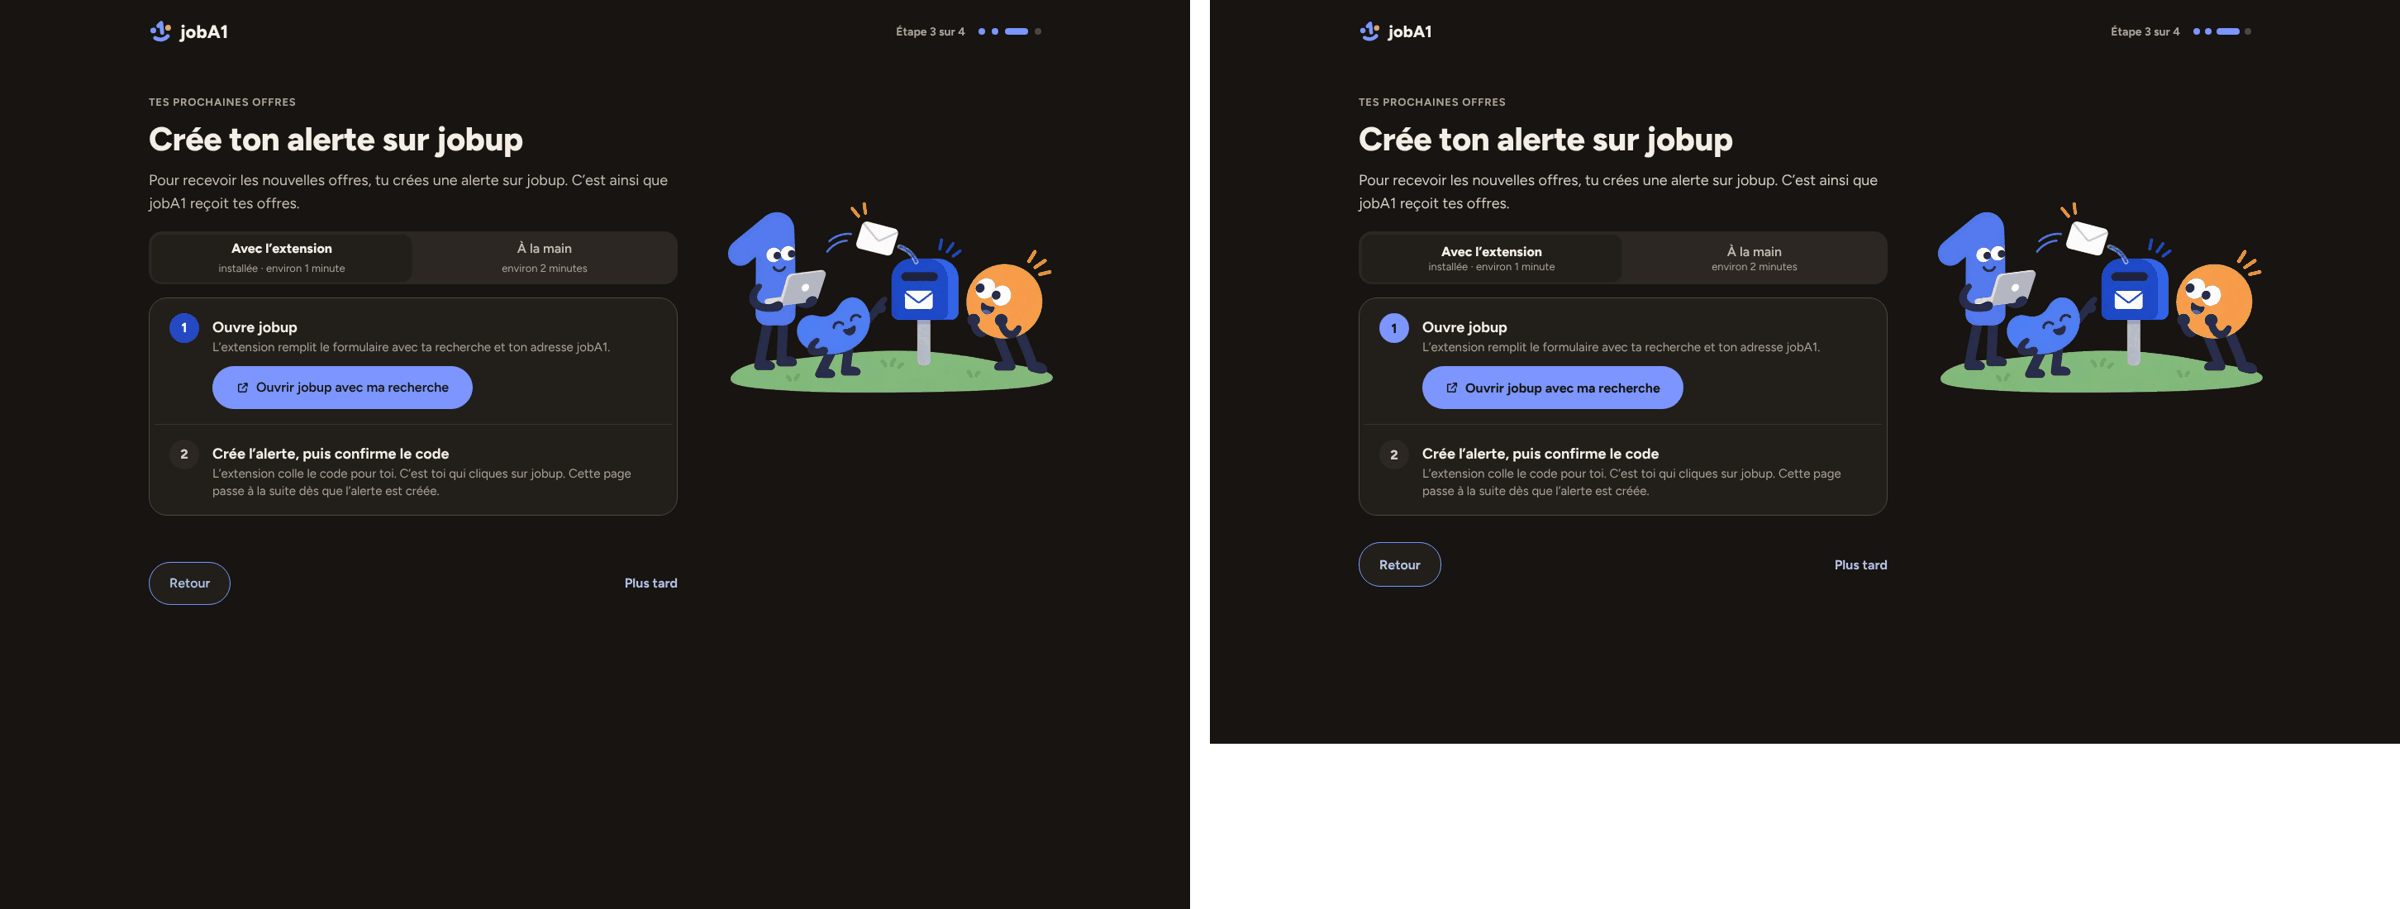 jobA1
Étape 3 sur 4
TES PROCHAINES OFFRES
Crée ton alerte sur jobup
Pour recevoir les nouvelles offres, tu crées une alerte sur jobup. C’est ainsi que
jobA1 reçoit tes offres.
Avec l’extension
installée · environ 1 minute
À la main
environ 2 minutes
1
Ouvre jobup
L’extension remplit le formulaire avec ta recherche et ton adresse jobA1.
Ouvrir jobup avec ma recherche
2
Crée l’alerte, puis confirme le code
L’extension colle le code pour toi. C’est toi qui cliques sur jobup. Cette page
passe à la suite dès que l’alerte est créée.
Retour
Plus tard
jobA1
Étape 3 sur 4
TES PROCHAINES OFFRES
Crée ton alerte sur jobup
Pour recevoir les nouvelles offres, tu crées une alerte sur jobup. C’est ainsi que
jobA1 reçoit tes offres.
Avec l’extension
installée · environ 1 minute
À la main
environ 2 minutes
1
Ouvre jobup
L’extension remplit le formulaire avec ta recherche et ton adresse jobA1.
Ouvrir jobup avec ma recherche
2
Crée l’alerte, puis confirme le code
L’extension colle le code pour toi. C’est toi qui cliques sur jobup. Cette page
passe à la suite dès que l’alerte est créée.
Retour
Plus tard